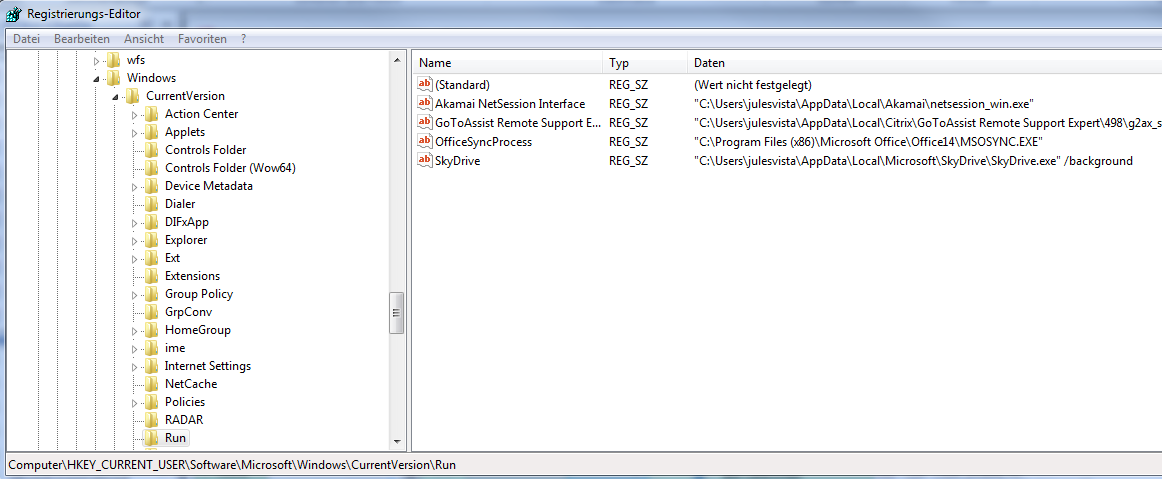 Registrierungs-Editor
Datei Bearbeiten Ansicht Favoriten ?
wfs
Windows
CurrentVersion
Action Center
Applets
Controls Folder
Controls Folder (Wow64)
Device Metadata
Dialer
DIFxApp
Explorer
Ext
Extensions
Group Policy
GrpConv
HomeGroup
ime
Internet Settings
NetCache
Policies
RADAR
Run
Name Typ Daten
ab (Standard) REG_SZ (Wert nicht festgelegt)
ab Akamai NetSession Interface REG_SZ "C:\Users\julesvista\AppData\Local\Akamai\netsession_win.exe"
ab GoToAssist Remote Support E... REG_SZ "C:\Users\julesvista\AppData\Local\Citrix\GoToAssist Remote Support Expert\498\g2ax_s
ab OfficeSyncProcess REG_SZ "C:\Program Files (x86)\Microsoft Office\Office14\MSOSYNC.EXE"
ab SkyDrive REG_SZ "C:\Users\julesvista\AppData\Local\Microsoft\SkyDrive\SkyDrive.exe" /background
Computer\HKEY_CURRENT_USER\Software\Microsoft\Windows\CurrentVersion\Run